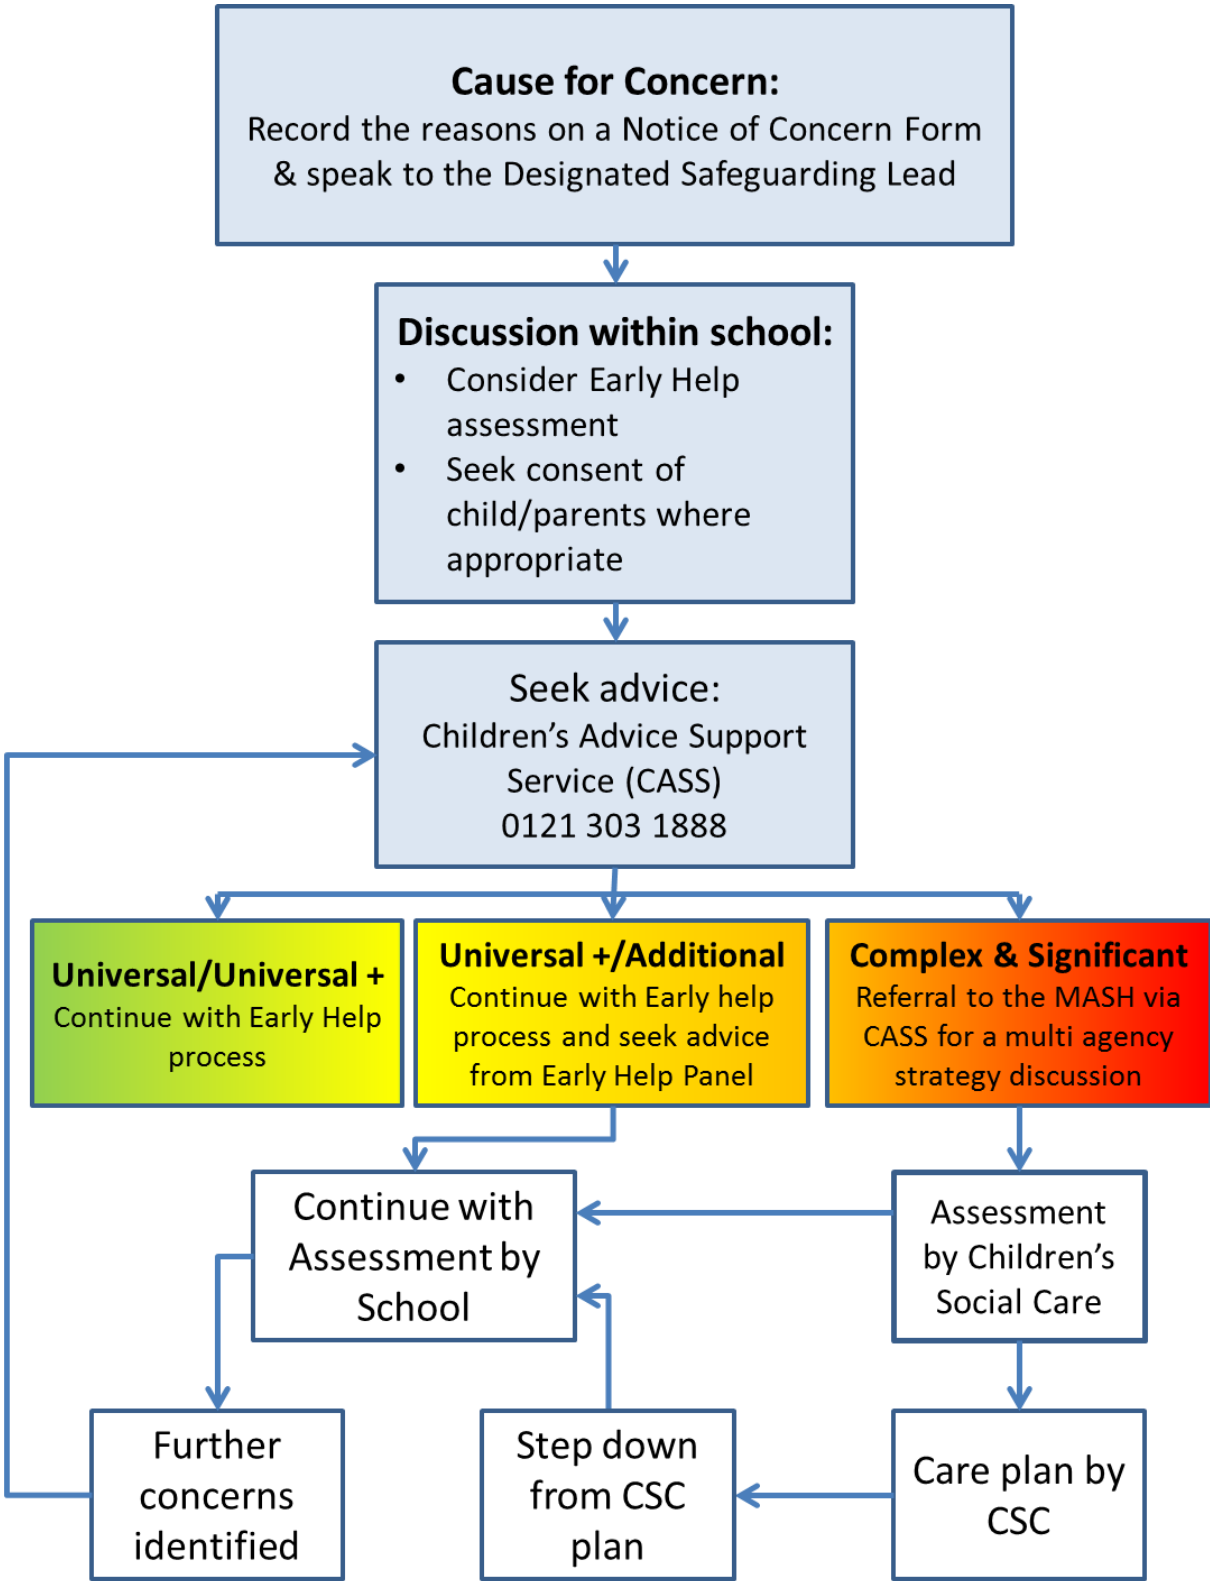 Cause for Concern:
Record the reasons on a Notice of Concern Form
& speak to the Designated Safeguarding Lead
Discussion within school:
• Consider Early Help
assessment
• Seek consent of
child/parents where
appropriate
Seek advice:
Children’s Advice Support
Service (CASS)
0121 303 1888
Universal/Universal +
Continue with Early Help
process
Universal +/Additional
Continue with Early help
process and seek advice
from Early Help Panel
Complex & Significant
Referral to the MASH via
CASS for a multi agency
strategy discussion
Continue with
Assessment by
School
Assessment
by Children’s
Social Care
Further
concerns
identified
Step down
from CSC
plan
Care plan by
CSC